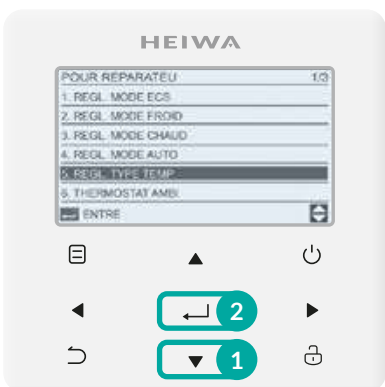 HEIWA
POUR REPARATEU 1/3
1. REGL. MODE ECS
2. REGL. MODE FROID
3. REGL. MODE CHAUD
4. REGL. MODE AUTO
5. REGL. TYPE TEMP
6. THERMOSTAT AMBI.
ENTRE
2
1